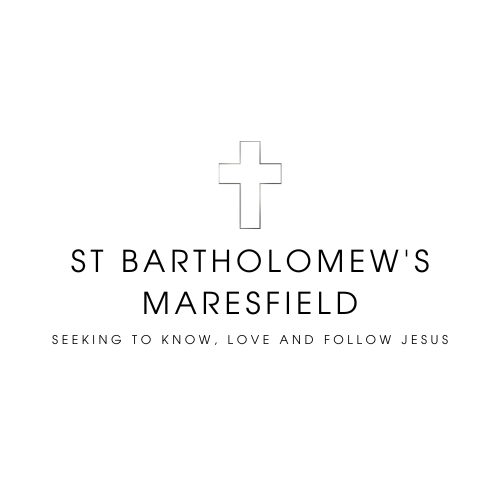 ST BARTHOLOMEW'S
MARESFIELD
SEEKING TO KNOW, LOVE AND FOLLOW JESUS